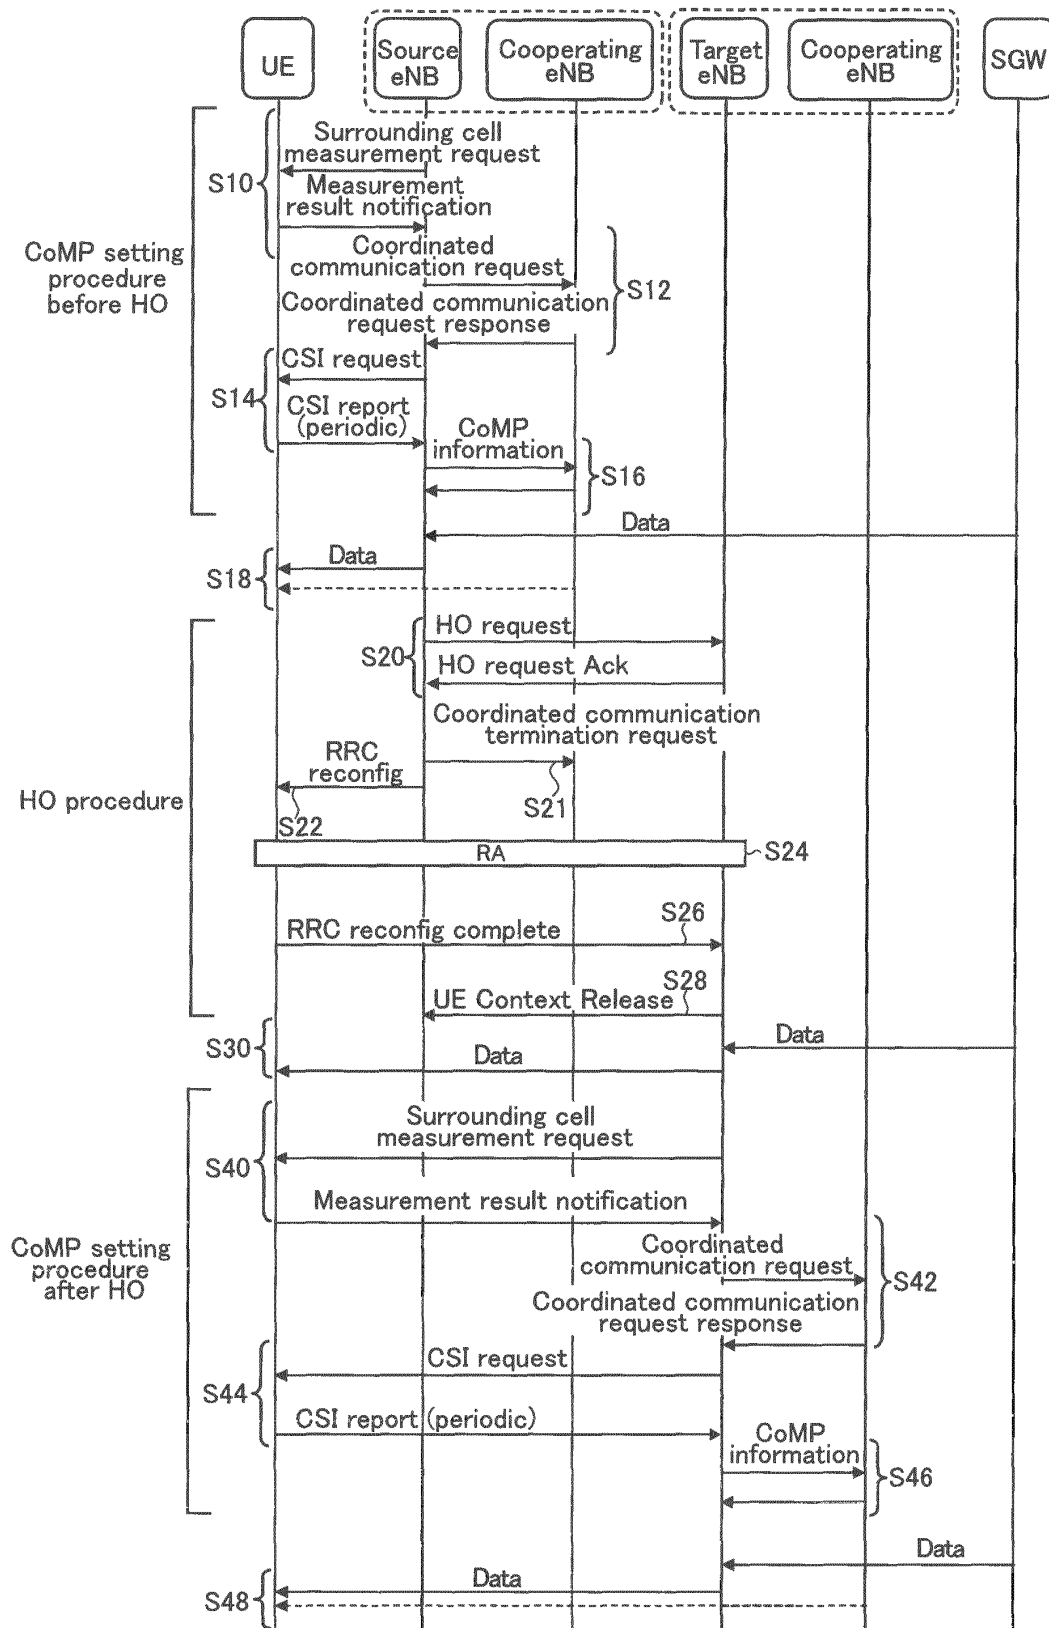 UE
Source
eNB
Cooperating
eNB
Target
eNB
Cooperating
eNB
SGW
Surrounding cell
measurement request
S10
Measurement
result notification
CoMP setting
procedure
before HO
Coordinated
communication request
S12
Coordinated communication
request response
CSI request
S14
CSI report
(periodic)
CoMP
information
S16
Data
Data
S18
HO request
S20
HO request Ack
Coordinated communication
termination request
RRC
reconfig
HO procedure
S21
S22
RA
S24
S26
RRC reconfig complete
S28
UE Context Release
Data
S30
Data
Surrounding cell
measurement request
S40
Measurement result notification
CoMP setting
procedure
after HO
Coordinated
communication request
S42
Coordinated communication
request response
CSI request
S44
CSI report (periodic)
CoMP
information
S46
Data
Data
S48